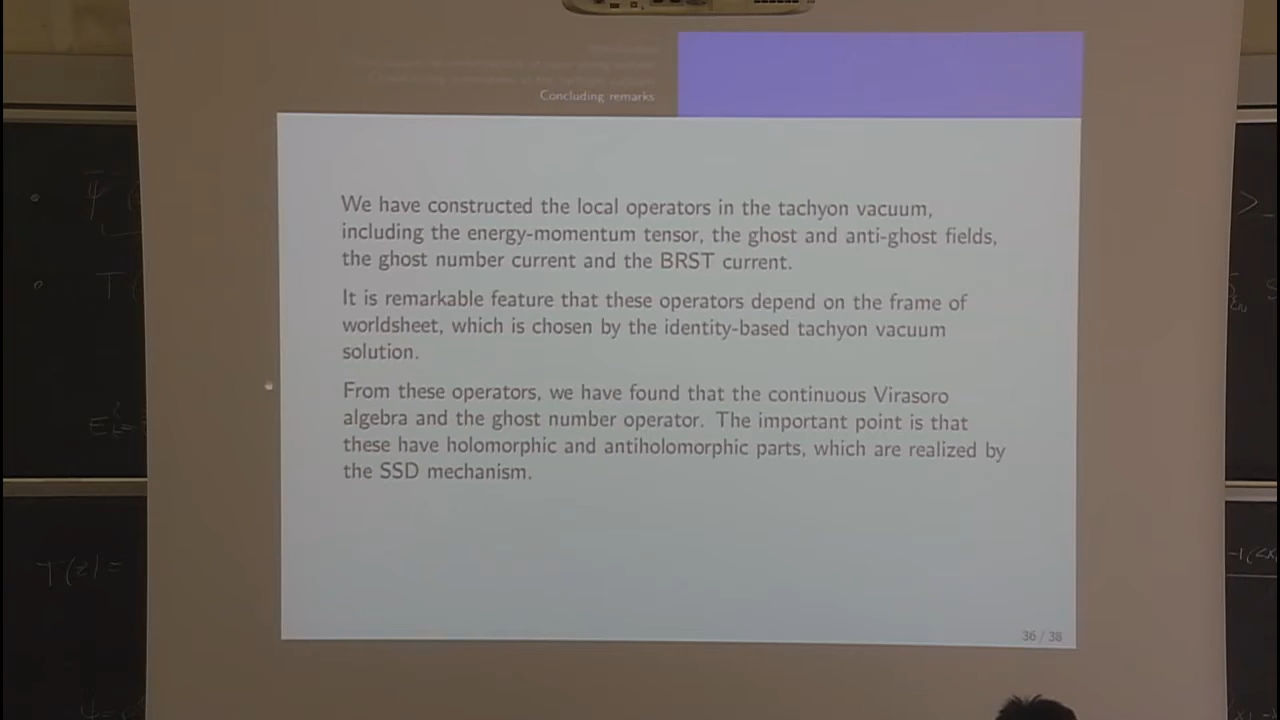 Concluding remarks
We have constructed the local operators in the tachyon vacuum,
including the energy-momentum tensor, the ghost and anti-ghost fields,
the ghost number current and the BRST current.
It is remarkable feature that these operators depend on the frame of
worldsheet, which is chosen by the identity-based tachyon vacuum
solution.
From these operators, we have found that the continuous Virasoro
algebra and the ghost number operator. The important point is that
these have holomorphic and antiholomorphic parts, which are realized by
the SSD mechanism.
36 / 38
T(z) =